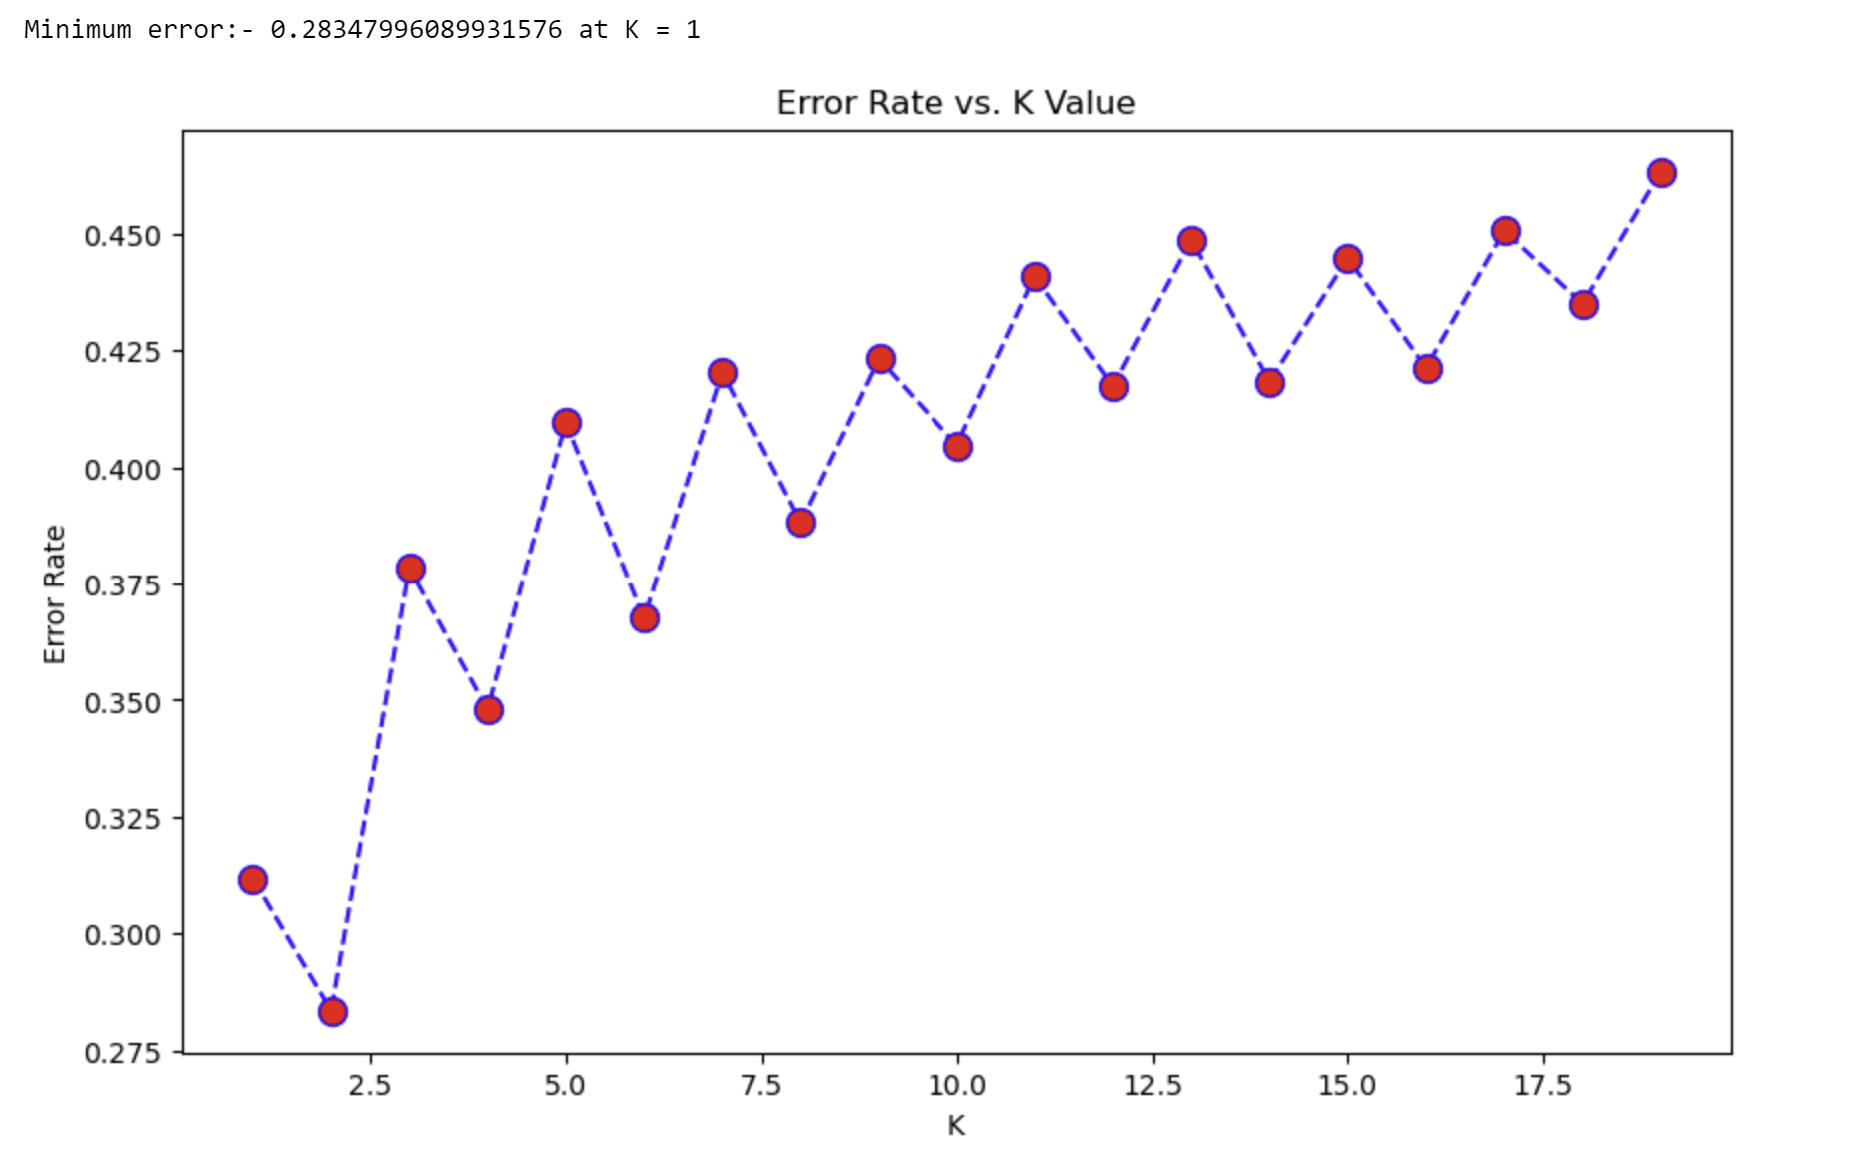 Minimum error:- 0.28347996089931576 at K = 1
Error Rate vs. K Value
0.450
0.425
0.400
0.375
0.350
0.325
0.300
0.275
Error Rate
2.5 5.0 7.5 10.0 12.5 15.0 17.5
K